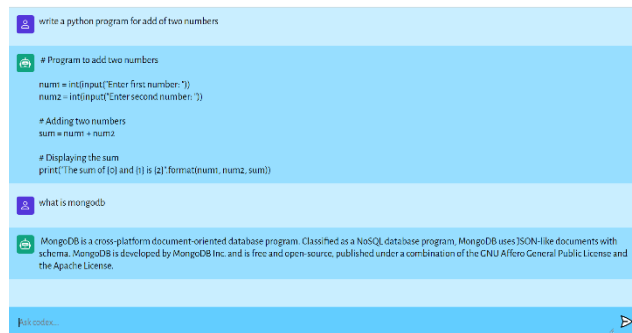 write a python program for add of two numbers
# Program to add two numbers
num1 = int(input("Enter first number: "))
num2 = int(input("Enter second number: "))
# Adding two numbers
sum = num1 + num2
# Displaying the sum
print("The sum of {0} and {1} is {2}".format(num1, num2, sum))
what is mongodb
MongoDB is a cross-platform document-oriented database program. Classified as a NoSQL database program, MongoDB uses JSON-like documents with
schema. MongoDB is developed by MongoDB Inc. and is free and open-source, published under a combination of the GNU Affero General Public License and
the Apache License.
Ask codex...